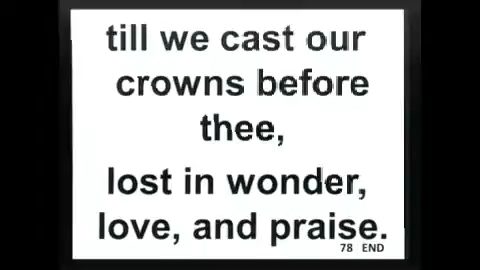 till we cast our
crowns before
thee,
lost in wonder,
love, and praise.
78 END